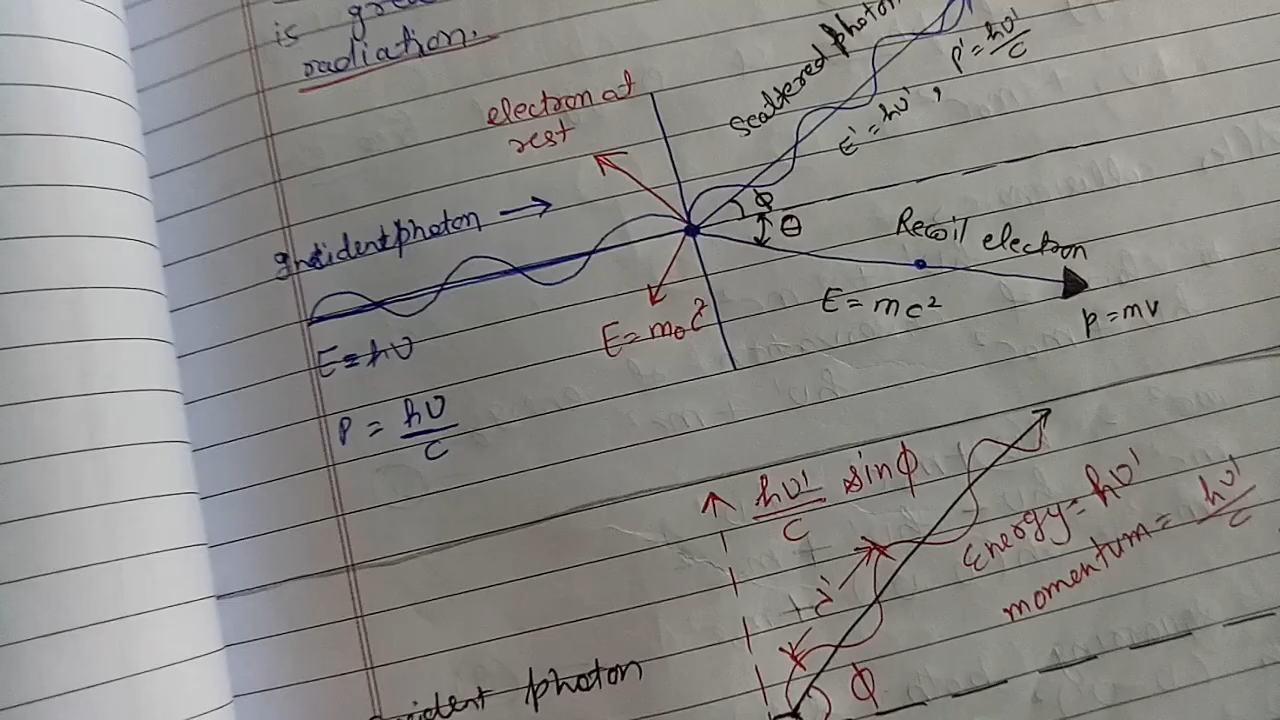 is
radiation.
electron at
rest
scattered photon
P' = hυ'/c
E' = hυ' ,
Incident photon →
ϕ
θ
Recoil electron
E = mc²
p = mv
E = m₀c²
E = hυ
P = hυ/c
hυ'/c sinϕ
λ'
Energy = hυ'
momentum = hυ'/c
ϕ
photon